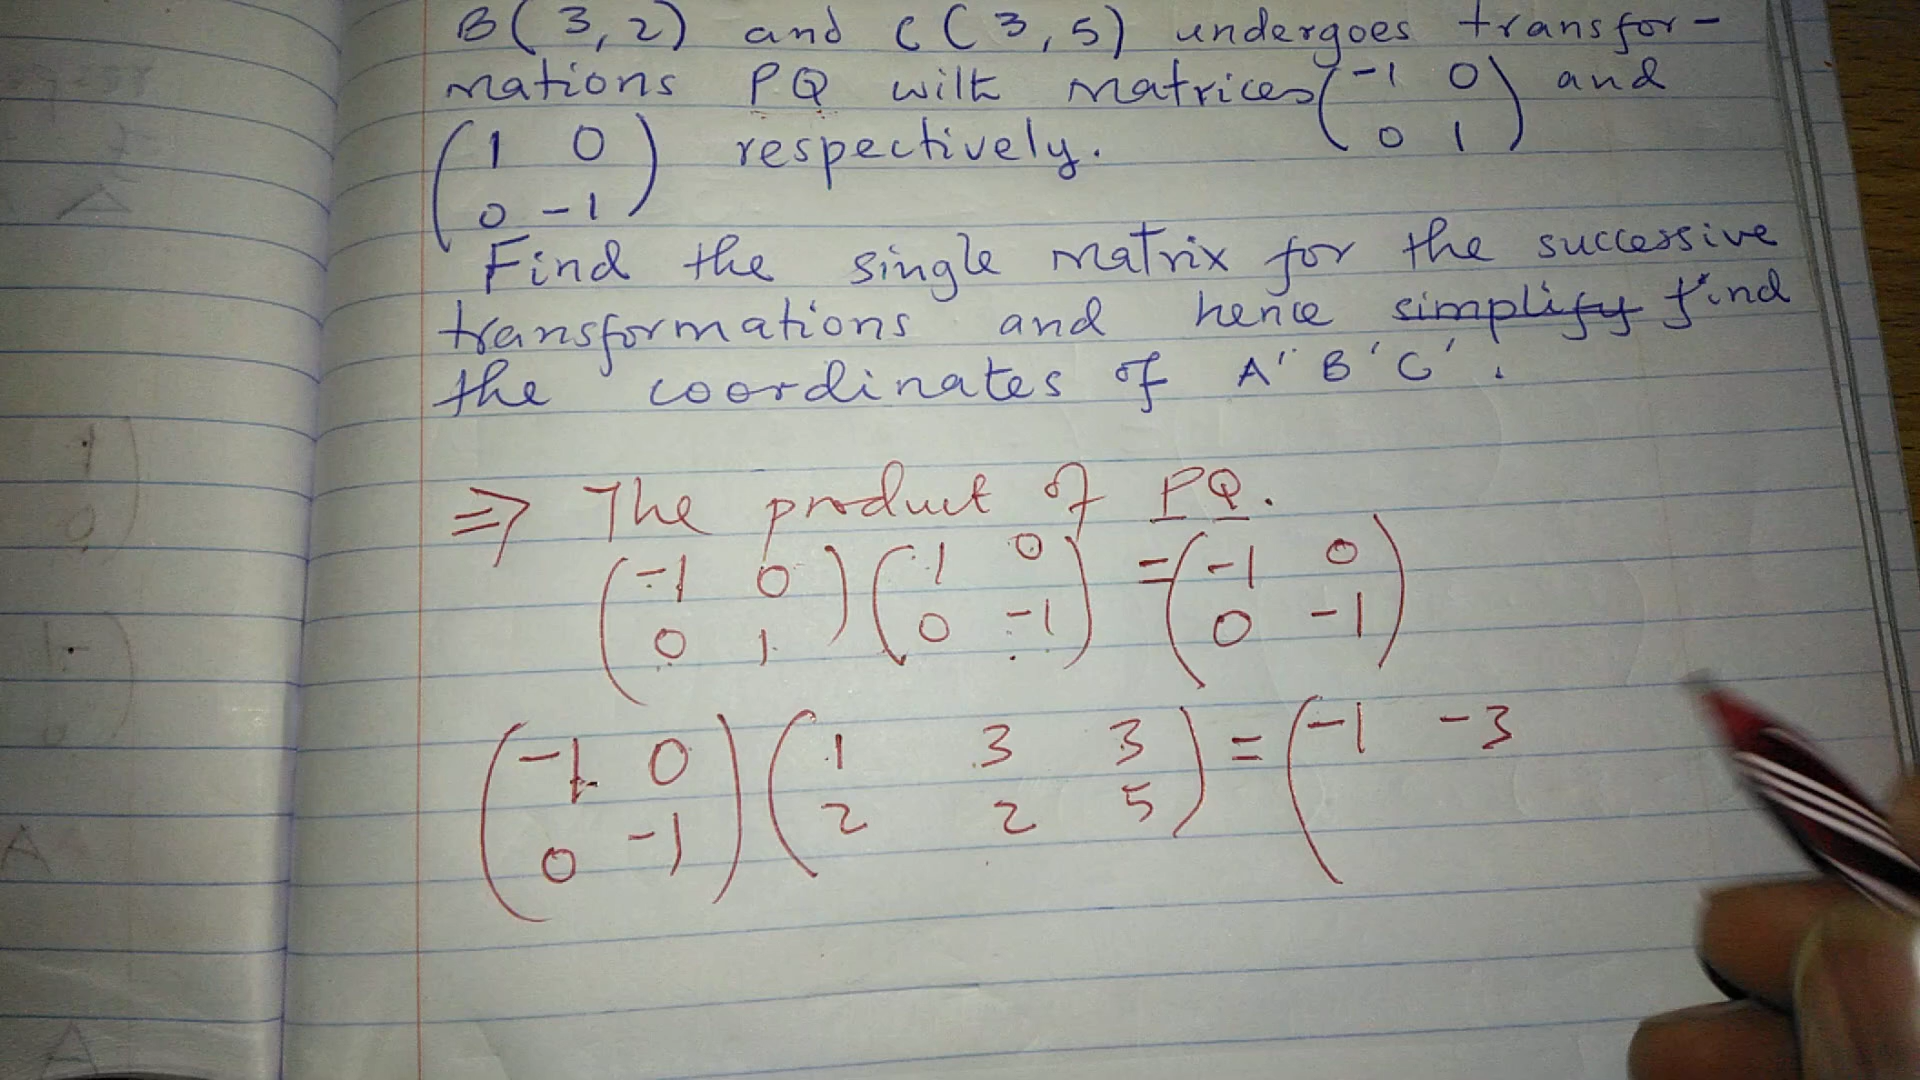 B(3,2) and C(3,5) undergoes transfor-
mations PQ with matrices (-1 0 and
0 1)
(1 0 respectively.
0 -1)
Find the single matrix for the successive
transformations and hence simplify find
the coordinates of A' B' C'.
⇒ The product of PQ.
(-1 0) (1 0) = (-1 0)
(0 1) (0 -1) (0 -1)
(-1 0) (1 3 3) = (-1 -3
(0 -1) (2 2 5)